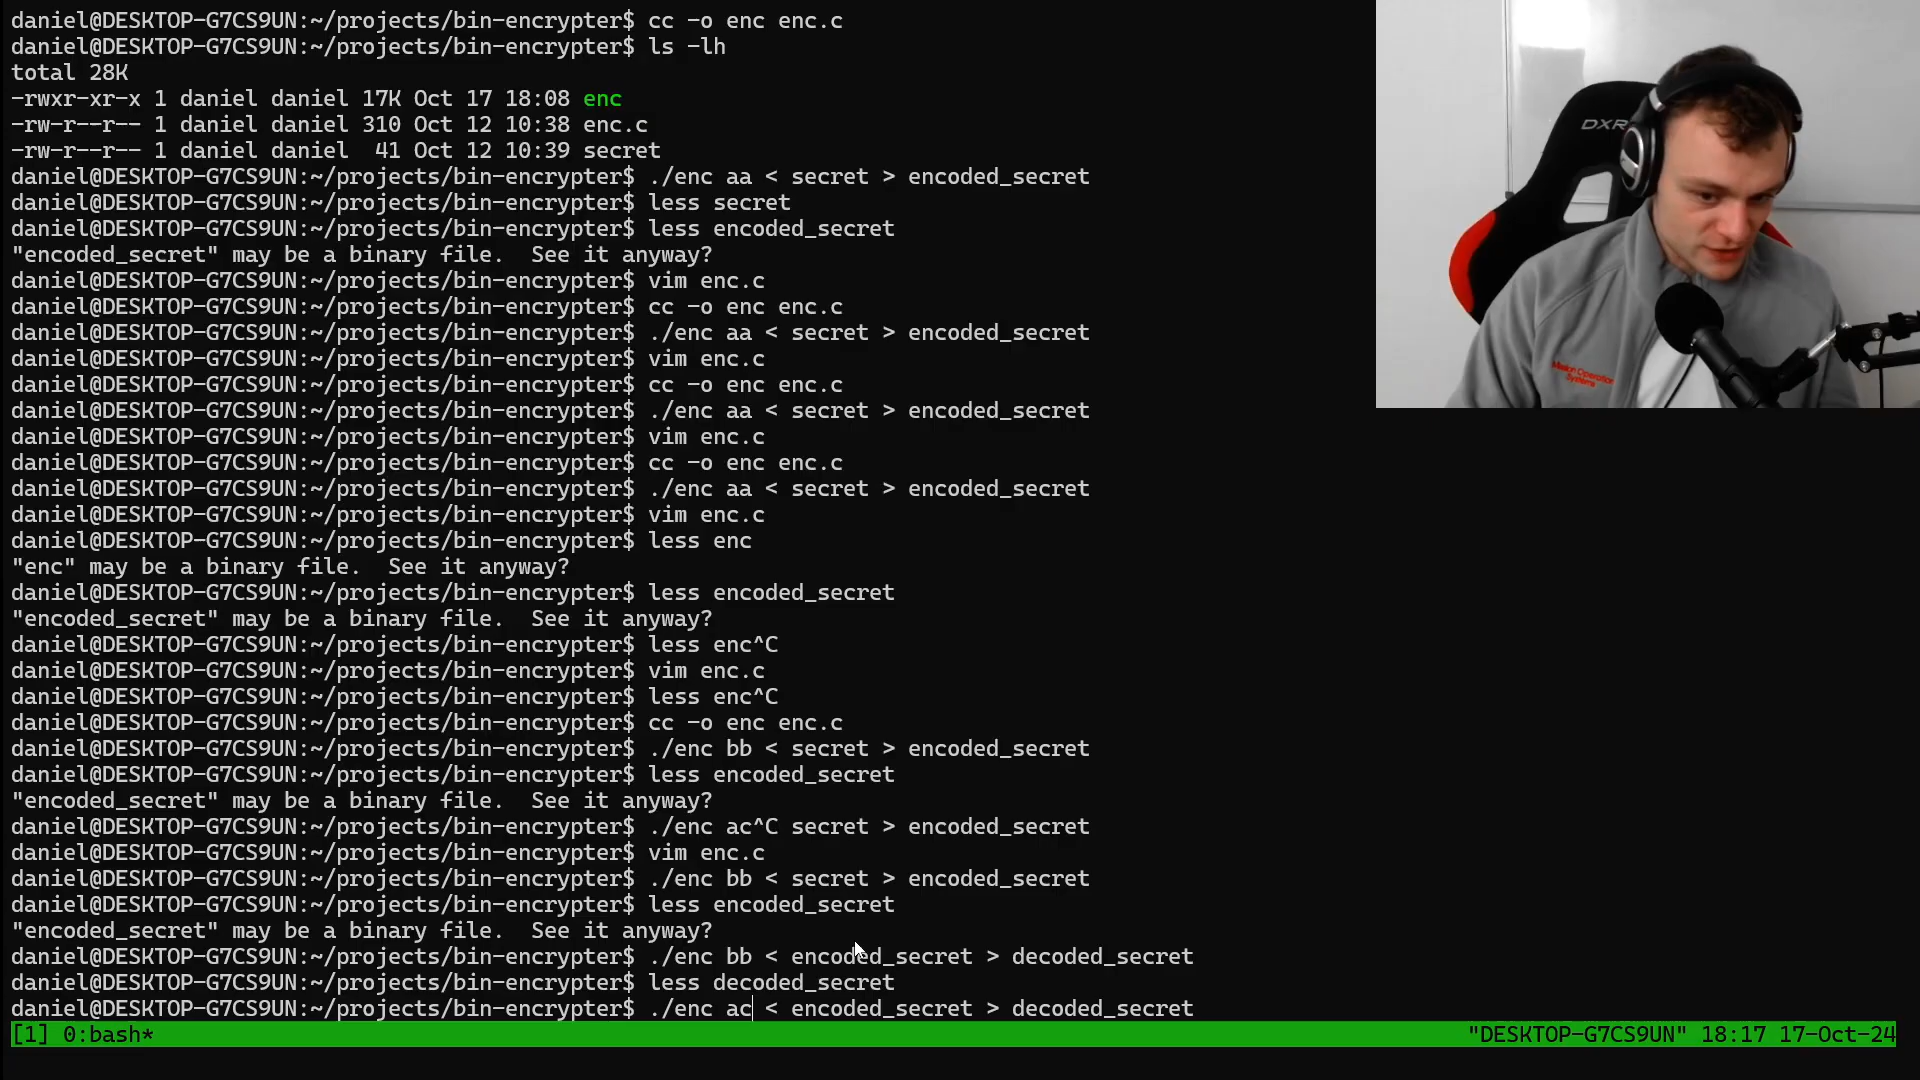 daniel@DESKTOP-G7CS9UN:~/projects/bin-encrypter$ cc -o enc enc.c
daniel@DESKTOP-G7CS9UN:~/projects/bin-encrypter$ ls -lh
total 28K
-rwxr-xr-x 1 daniel daniel 17K Oct 17 18:08 enc
-rw-r--r-- 1 daniel daniel 310 Oct 12 10:38 enc.c
-rw-r--r-- 1 daniel daniel  41 Oct 12 10:39 secret
daniel@DESKTOP-G7CS9UN:~/projects/bin-encrypter$ ./enc aa < secret > encoded_secret
daniel@DESKTOP-G7CS9UN:~/projects/bin-encrypter$ less secret
daniel@DESKTOP-G7CS9UN:~/projects/bin-encrypter$ less encoded_secret
"encoded_secret" may be a binary file.  See it anyway?
daniel@DESKTOP-G7CS9UN:~/projects/bin-encrypter$ vim enc.c
daniel@DESKTOP-G7CS9UN:~/projects/bin-encrypter$ cc -o enc enc.c
daniel@DESKTOP-G7CS9UN:~/projects/bin-encrypter$ ./enc aa < secret > encoded_secret
daniel@DESKTOP-G7CS9UN:~/projects/bin-encrypter$ vim enc.c
daniel@DESKTOP-G7CS9UN:~/projects/bin-encrypter$ cc -o enc enc.c
daniel@DESKTOP-G7CS9UN:~/projects/bin-encrypter$ ./enc aa < secret > encoded_secret
daniel@DESKTOP-G7CS9UN:~/projects/bin-encrypter$ vim enc.c
daniel@DESKTOP-G7CS9UN:~/projects/bin-encrypter$ cc -o enc enc.c
daniel@DESKTOP-G7CS9UN:~/projects/bin-encrypter$ ./enc aa < secret > encoded_secret
daniel@DESKTOP-G7CS9UN:~/projects/bin-encrypter$ vim enc.c
daniel@DESKTOP-G7CS9UN:~/projects/bin-encrypter$ less enc
"enc" may be a binary file.  See it anyway?
daniel@DESKTOP-G7CS9UN:~/projects/bin-encrypter$ less encoded_secret
"encoded_secret" may be a binary file.  See it anyway?
daniel@DESKTOP-G7CS9UN:~/projects/bin-encrypter$ less enc^C
daniel@DESKTOP-G7CS9UN:~/projects/bin-encrypter$ vim enc.c
daniel@DESKTOP-G7CS9UN:~/projects/bin-encrypter$ less enc^C
daniel@DESKTOP-G7CS9UN:~/projects/bin-encrypter$ cc -o enc enc.c
daniel@DESKTOP-G7CS9UN:~/projects/bin-encrypter$ ./enc bb < secret > encoded_secret
daniel@DESKTOP-G7CS9UN:~/projects/bin-encrypter$ less encoded_secret
"encoded_secret" may be a binary file.  See it anyway?
daniel@DESKTOP-G7CS9UN:~/projects/bin-encrypter$ ./enc ac^C secret > encoded_secret
daniel@DESKTOP-G7CS9UN:~/projects/bin-encrypter$ vim enc.c
daniel@DESKTOP-G7CS9UN:~/projects/bin-encrypter$ ./enc bb < secret > encoded_secret
daniel@DESKTOP-G7CS9UN:~/projects/bin-encrypter$ less encoded_secret
"encoded_secret" may be a binary file.  See it anyway?
daniel@DESKTOP-G7CS9UN:~/projects/bin-encrypter$ ./enc bb < encoded_secret > decoded_secret
daniel@DESKTOP-G7CS9UN:~/projects/bin-encrypter$ less decoded_secret
daniel@DESKTOP-G7CS9UN:~/projects/bin-encrypter$ ./enc ac < encoded_secret > decoded_secret
[1] 0:bash* "DESKTOP-G7CS9UN" 18:17 17-Oct-24
DXR
Mission Operation
Systems